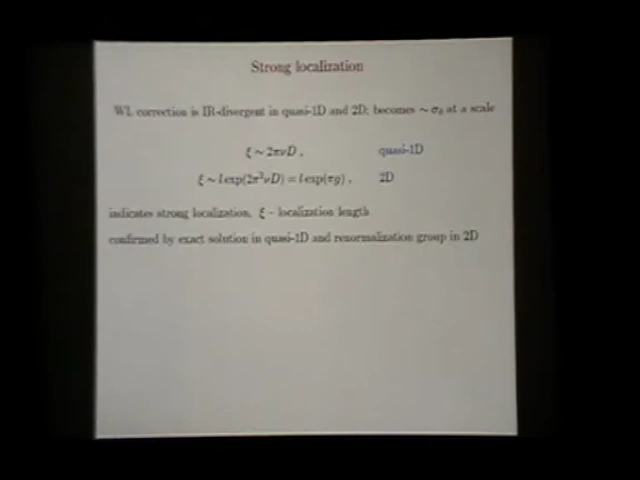 Strong localization
WL correction is IR-divergent in quasi-1D and 2D; becomes ∼ σ₀ at a scale
ξ ∼ 2πνD , quasi-1D
ξ ∼ l exp(2π²νD) = l exp(πg) , 2D
indicates strong localization, ξ – localization length
confirmed by exact solution in quasi-1D and renormalization group in 2D